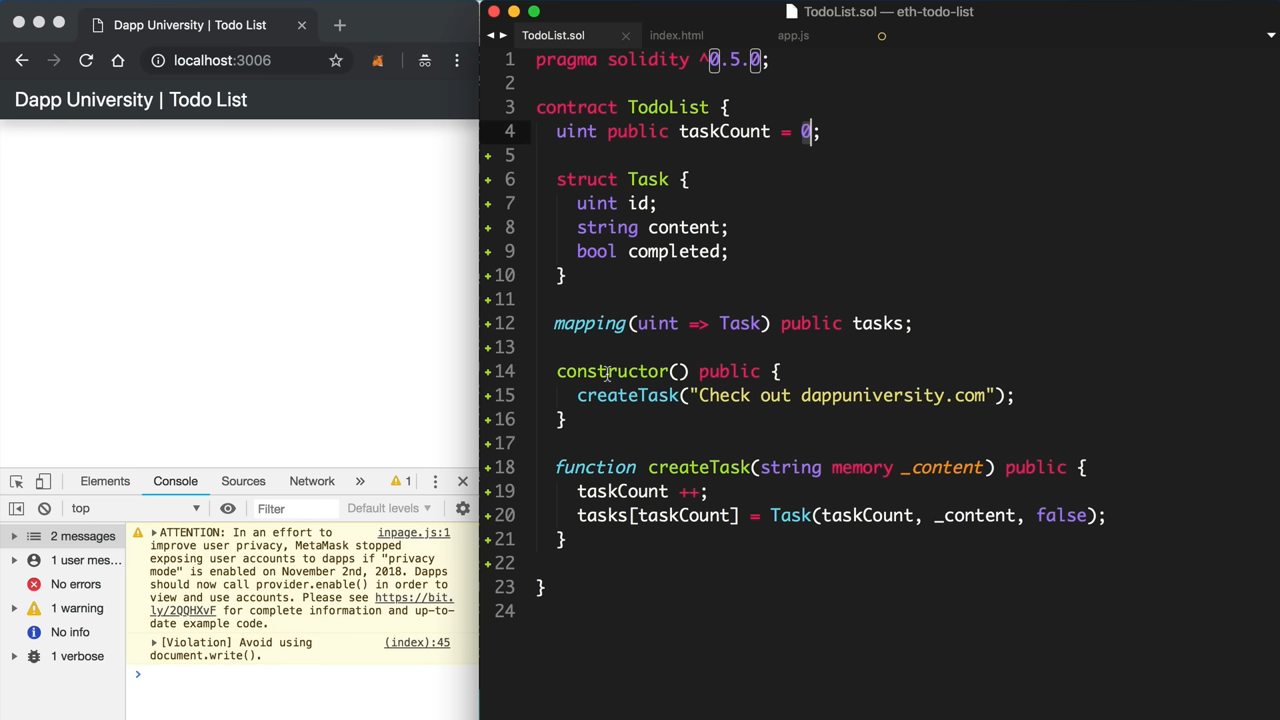 Dapp University | Todo List
localhost:3006
Dapp University | Todo List
Elements
Console
Sources
Network
1
top
Filter
Default levels
2 messages
1 user mes...
No errors
1 warning
No info
1 verbose
ATTENTION: In an effort to inpage.js:1
improve user privacy, MetaMask stopped
exposing user accounts to dapps if "privacy
mode" is enabled on November 2nd, 2018. Dapps
should now call provider.enable() in order to
view and use accounts. Please see https://bit.
ly/2QQHXvF for complete information and up-to-
date example code.
[Violation] Avoid using (index):45
document.write().
TodoList.sol — eth-todo-list
TodoList.sol
index.html
app.js
1 pragma solidity ^0.5.0;
2
3 contract TodoList {
4 uint public taskCount = 0;
5
6 struct Task {
7 uint id;
8 string content;
9 bool completed;
10 }
11
12 mapping(uint => Task) public tasks;
13
14 constructor() public {
15 createTask("Check out dappuniversity.com");
16 }
17
18 function createTask(string memory _content) public {
19 taskCount ++;
20 tasks[taskCount] = Task(taskCount, _content, false);
21 }
22
23 }
24